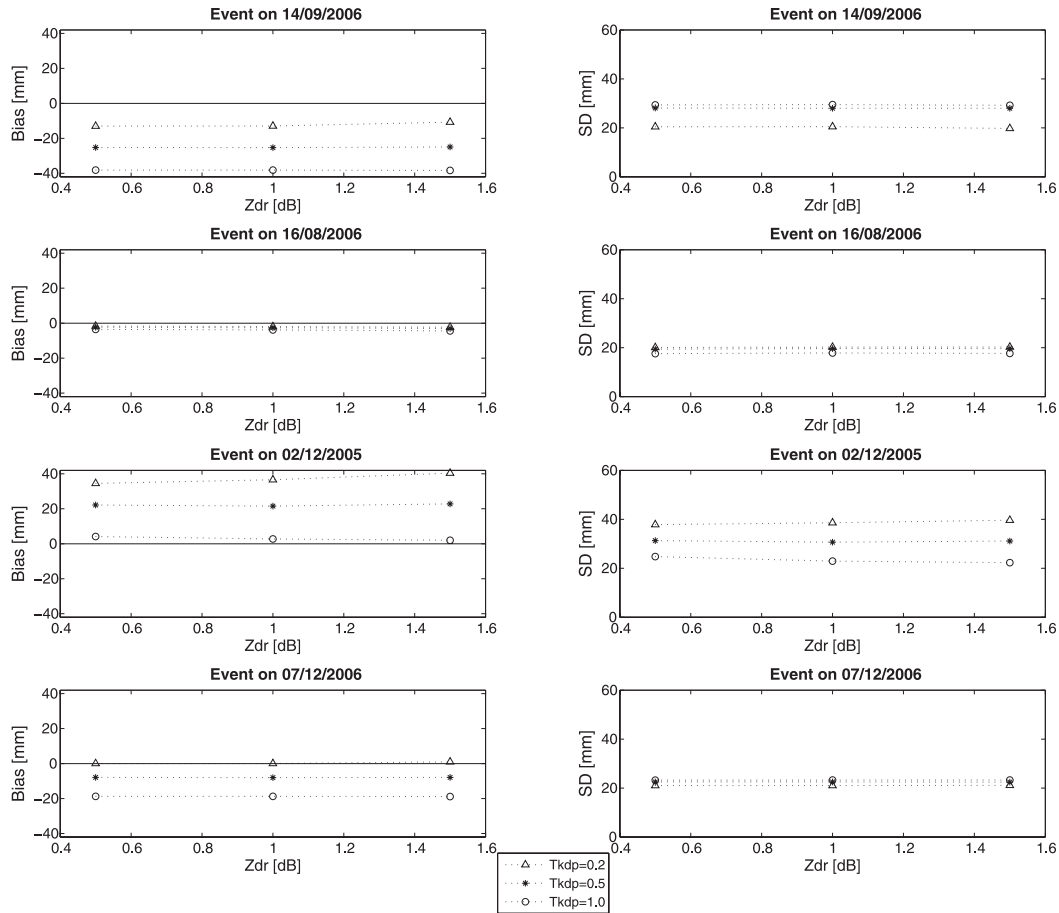 Event on 14/09/2006
40
20
0
−20
−40
Bias [mm]
0.4 0.6 0.8 1 1.2 1.4 1.6
Zdr [dB]
Event on 14/09/2006
60
40
20
0
SD [mm]
0.4 0.6 0.8 1 1.2 1.4 1.6
Zdr [dB]
Event on 16/08/2006
40
20
0
−20
−40
Bias [mm]
0.4 0.6 0.8 1 1.2 1.4 1.6
Zdr [dB]
Event on 16/08/2006
60
40
20
0
SD [mm]
0.4 0.6 0.8 1 1.2 1.4 1.6
Zdr [dB]
Event on 02/12/2005
40
20
0
−20
−40
Bias [mm]
0.4 0.6 0.8 1 1.2 1.4 1.6
Zdr [dB]
Event on 02/12/2005
60
40
20
0
SD [mm]
0.4 0.6 0.8 1 1.2 1.4 1.6
Zdr [dB]
Event on 07/12/2006
40
20
0
−20
−40
Bias [mm]
0.4 0.6 0.8 1 1.2 1.4 1.6
Zdr [dB]
Event on 07/12/2006
60
40
20
0
SD [mm]
0.4 0.6 0.8 1 1.2 1.4 1.6
Zdr [dB]
Tkdp=0.2
Tkdp=0.5
Tkdp=1.0